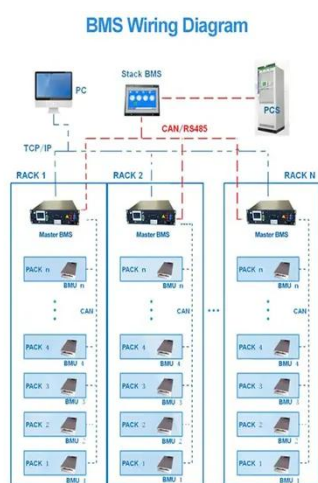 BMS Wiring Diagram
PC
Stack BMS
PCS
CAN/RS485
TCP/IP
RACK 1
RACK 2
RACK N
Master BMS
Master BMS
Master BMS
PACK n
BMU n
PACK n
BMU n
PACK n
BMU n
CAN
CAN
CAN
PACK 4
BMU 4
PACK 4
BMU 4
PACK 4
BMU 4
PACK 3
BMU 3
PACK 3
BMU 3
PACK 3
BMU 3
PACK 2
BMU 2
PACK 2
BMU 2
PACK 2
BMU 2
PACK 1
BMU 1
PACK 1
BMU 1
PACK 1
BMU 1